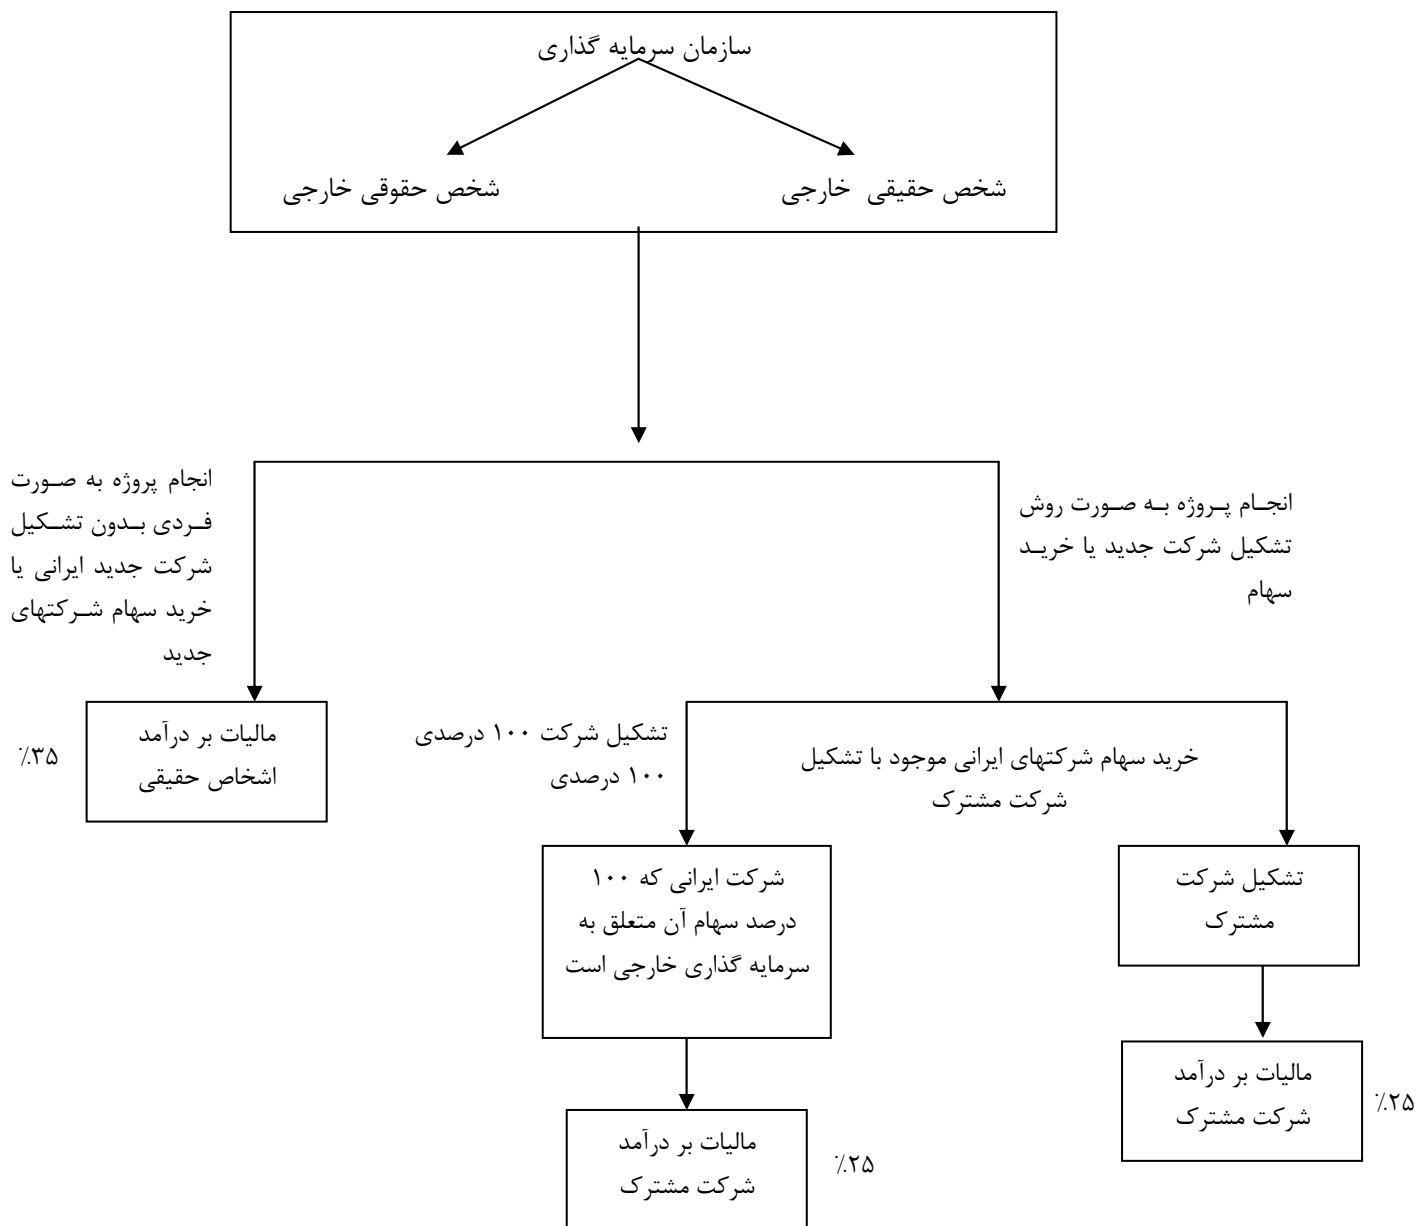 سازمان سرمایه گذاری
شخص حقیقی خارجی
شخص حقوقی خارجی
انجام پروژه به صورت روش
تشکیل شرکت جدید یا خرید
سهام
انجام پروژه به صورت
فردی بدون تشکیل
شرکت جدید ایرانی یا
خرید سهام شرکتهای
جدید
خرید سهام شرکتهای ایرانی موجود با تشکیل
شرکت مشترک
تشکیل شرکت ۱۰۰ درصدی
۱۰۰ درصدی
مالیات بر درآمد
اشخاص حقیقی
٪۳۵
تشکیل شرکت
مشترک
شرکت ایرانی که ۱۰۰
درصد سهام آن متعلق به
سرمایه گذاری خارجی است
مالیات بر درآمد
شرکت مشترک
٪۲۵
مالیات بر درآمد
شرکت مشترک
٪۲۵